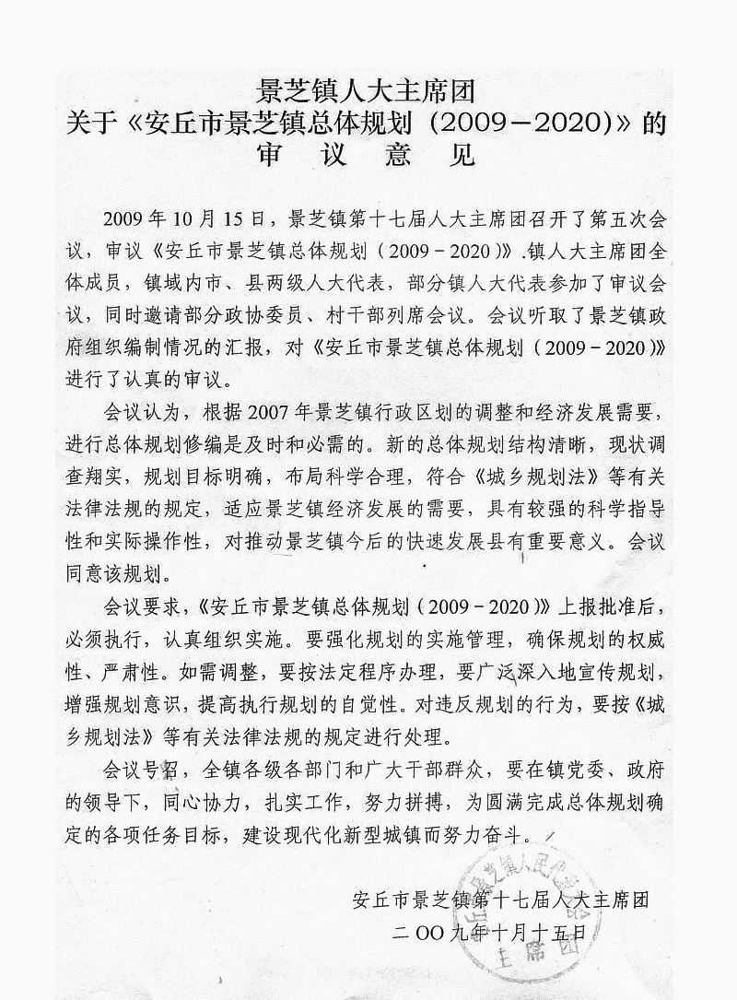 景芝镇人大主席团
关于《安丘市景芝镇总体规划（2009－2020）》的
审 议 意 见
2009 年 10 月 15 日，景芝镇第十七届人大主席团召开了第五次会
议，审议《安丘市景芝镇总体规划（2009－2020）》.镇人大主席团全
体成员，镇域内市、县两级人大代表，部分镇人大代表参加了审议会
议，同时邀请部分政协委员、村干部列席会议。会议听取了景芝镇政
府组织编制情况的汇报，对《安丘市景芝镇总体规划（2009－2020）》
进行了认真的审议。
会议认为，根据 2007 年景芝镇行政区划的调整和经济发展需要，
进行总体规划修编是及时和必需的。新的总体规划结构清晰，现状调
查翔实，规划目标明确，布局科学合理，符合《城乡规划法》等有关
法律法规的规定，适应景芝镇经济发展的需要，具有较强的科学指导
性和实际操作性，对推动景芝镇今后的快速发展县有重要意义。会议
同意该规划。
会议要求，《安丘市景芝镇总体规划（2009－2020）》上报批准后，
必须执行，认真组织实施。要强化规划的实施管理，确保规划的权威
性、严肃性。如需调整，要按法定程序办理，要广泛深入地宣传规划，
增强规划意识，提高执行规划的自觉性。对违反规划的行为，要按《城
乡规划法》等有关法律法规的规定进行处理。
会议号召，全镇各级各部门和广大干部群众，要在镇党委、政府
的领导下，同心协力，扎实工作，努力拼搏，为圆满完成总体规划确
定的各项任务目标，建设现代化新型城镇而努力奋斗。
安丘市景芝镇第十七届人大主席团
二OO九年十月十五日
安丘市景芝镇人民代表大会
主席团